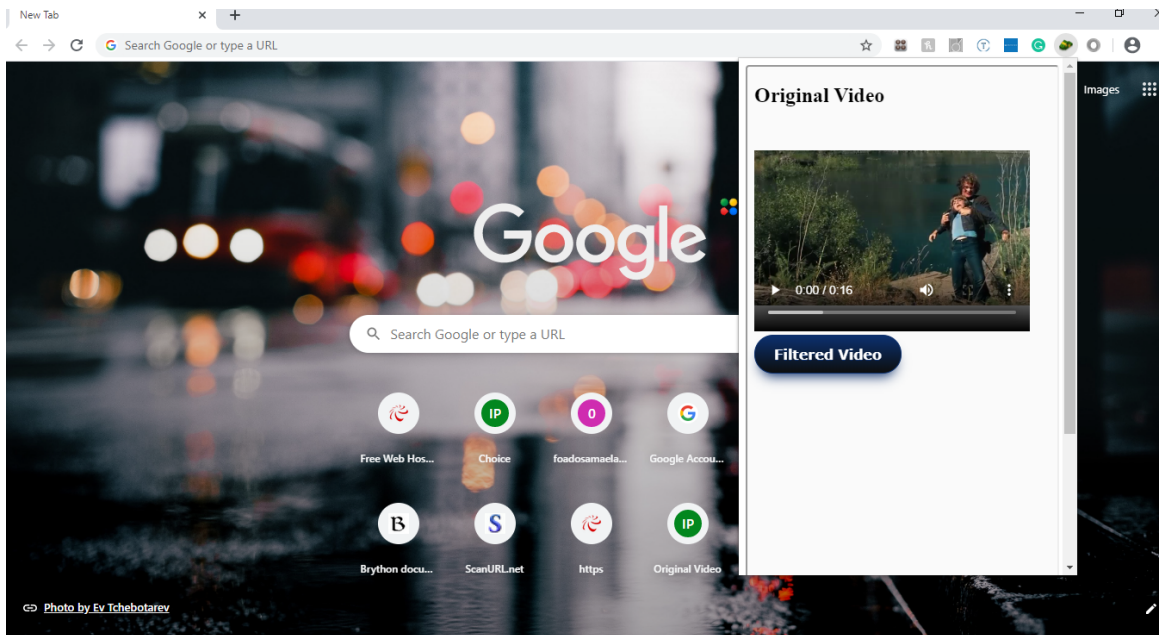 New Tab
Search Google or type a URL
Original Video
Images
0:00 / 0:16
Google
Filtered Video
Search Google or type a URL
IP
0
G
Free Web Hos...
Choice
foadosamaela...
Google Accou...
B
S
IP
Brython docu...
ScanURL.net
https
Original Video
Photo by Ev Tchebotarev